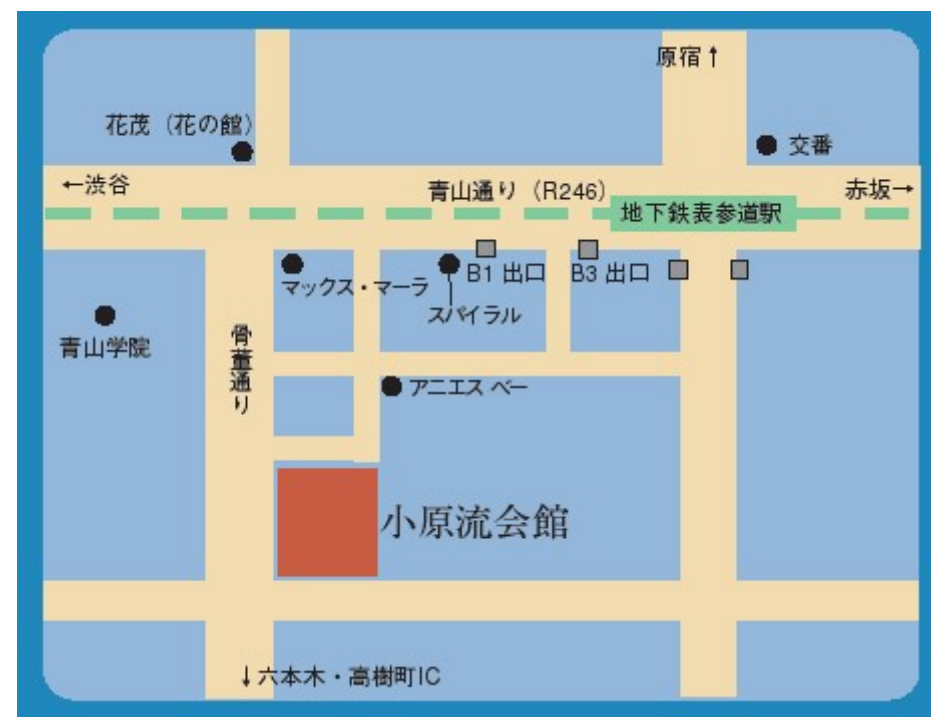 原宿↑
花茂（花の館）
交番
←渋谷
青山通り（R246）
赤坂→
地下鉄表参道駅
B1 出口
B3 出口
マックス・マーラ
スパイラル
青山学院
骨董通り
アニエス ベー
小原流会館
↓六本木・高樹町IC